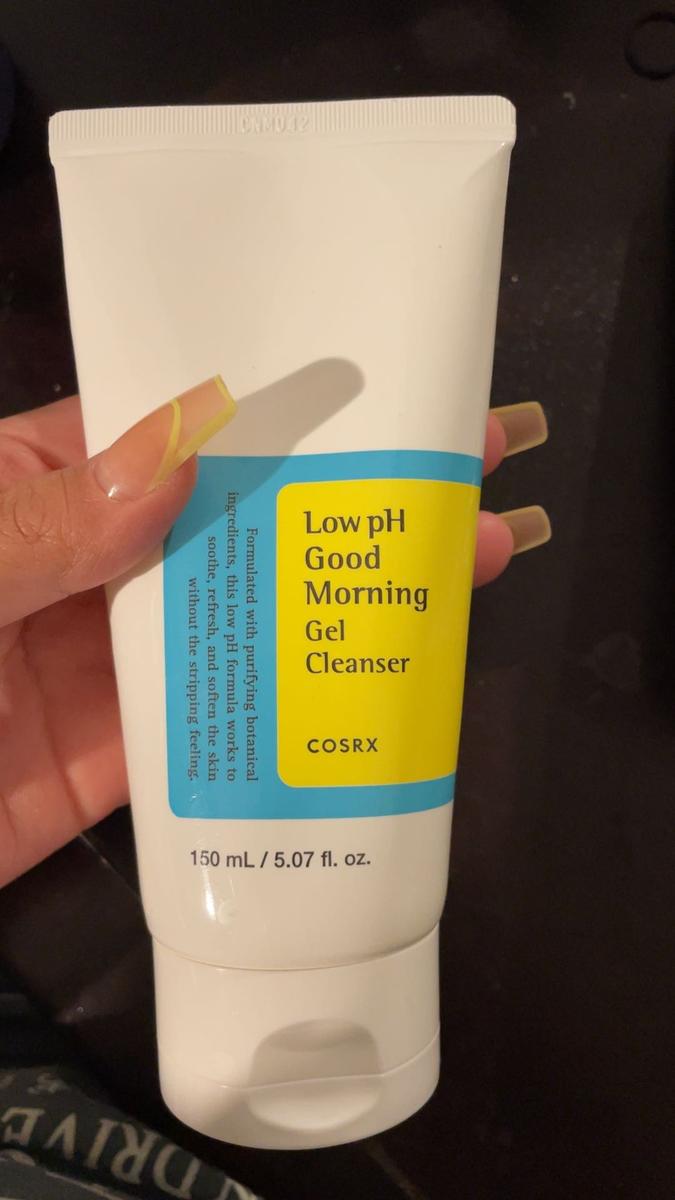 Low pH
Good
Morning
Gel
Cleanser
COSRX
Formulated with purifying botanical
ingredients, this low pH formula works to
soothe, refresh, and soften the skin
without the stripping feeling.
150 mL / 5.07 fl. oz.
DRIVE